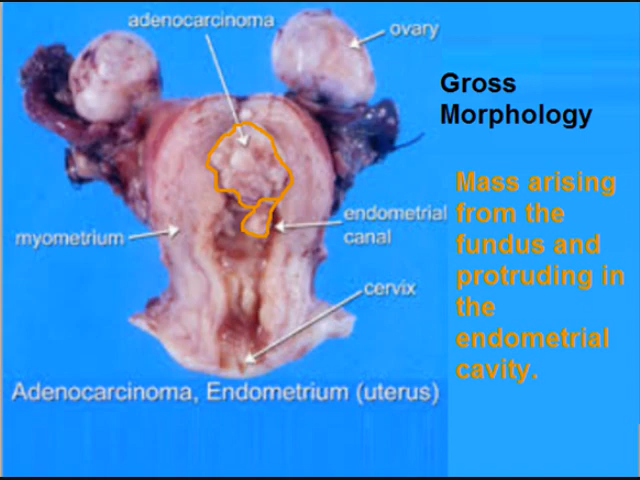 adenocarcinoma
ovary
Gross
Morphology
Mass arising
from the
fundus and
protruding in
the
endometrial
cavity.
endometrial
canal
myometrium
cervix
Adenocarcinoma, Endometrium (uterus)